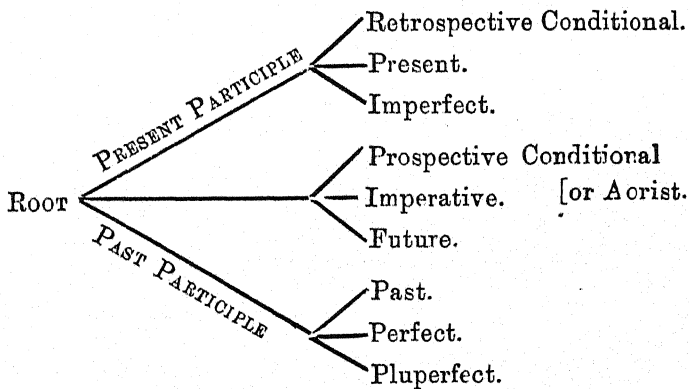 Retrospective Conditional.
PRESENT PARTICIPLE
Present.
Imperfect.
Prospective Conditional
ROOT
Imperative. [or Aorist.
Future.
PAST PARTICIPLE
Past.
Perfect.
Pluperfect.